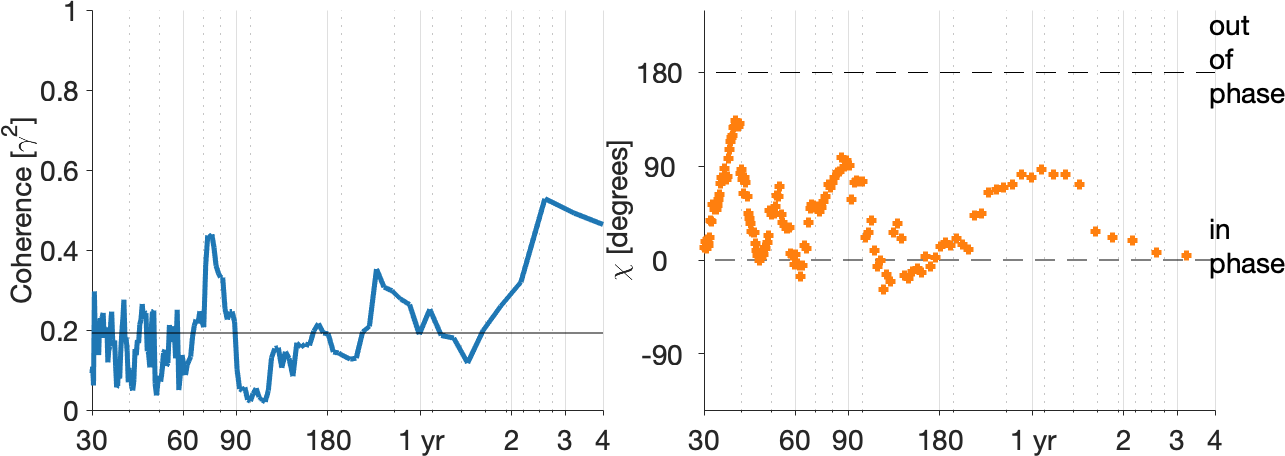 Coherence [γ²]
1
0.8
0.6
0.4
0.2
0
30 60 90 180 1 yr 2 3 4
χ [degrees]
180
90
0
-90
30 60 90 180 1 yr 2 3 4
out
of
phase
in
phase